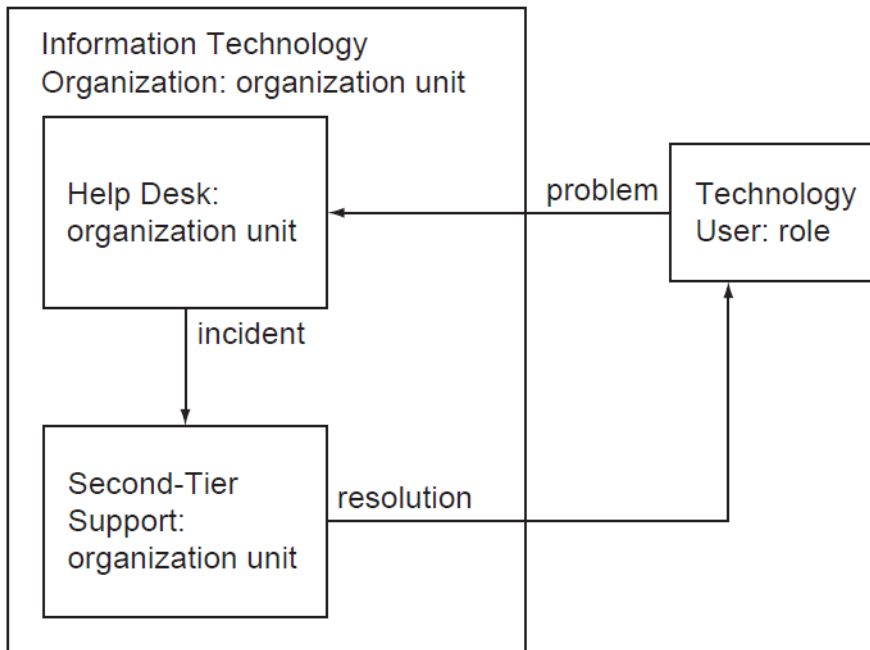 Information Technology
Organization: organization unit
Help Desk:
organization unit
problem
Technology
User: role
incident
Second-Tier
Support:
organization unit
resolution